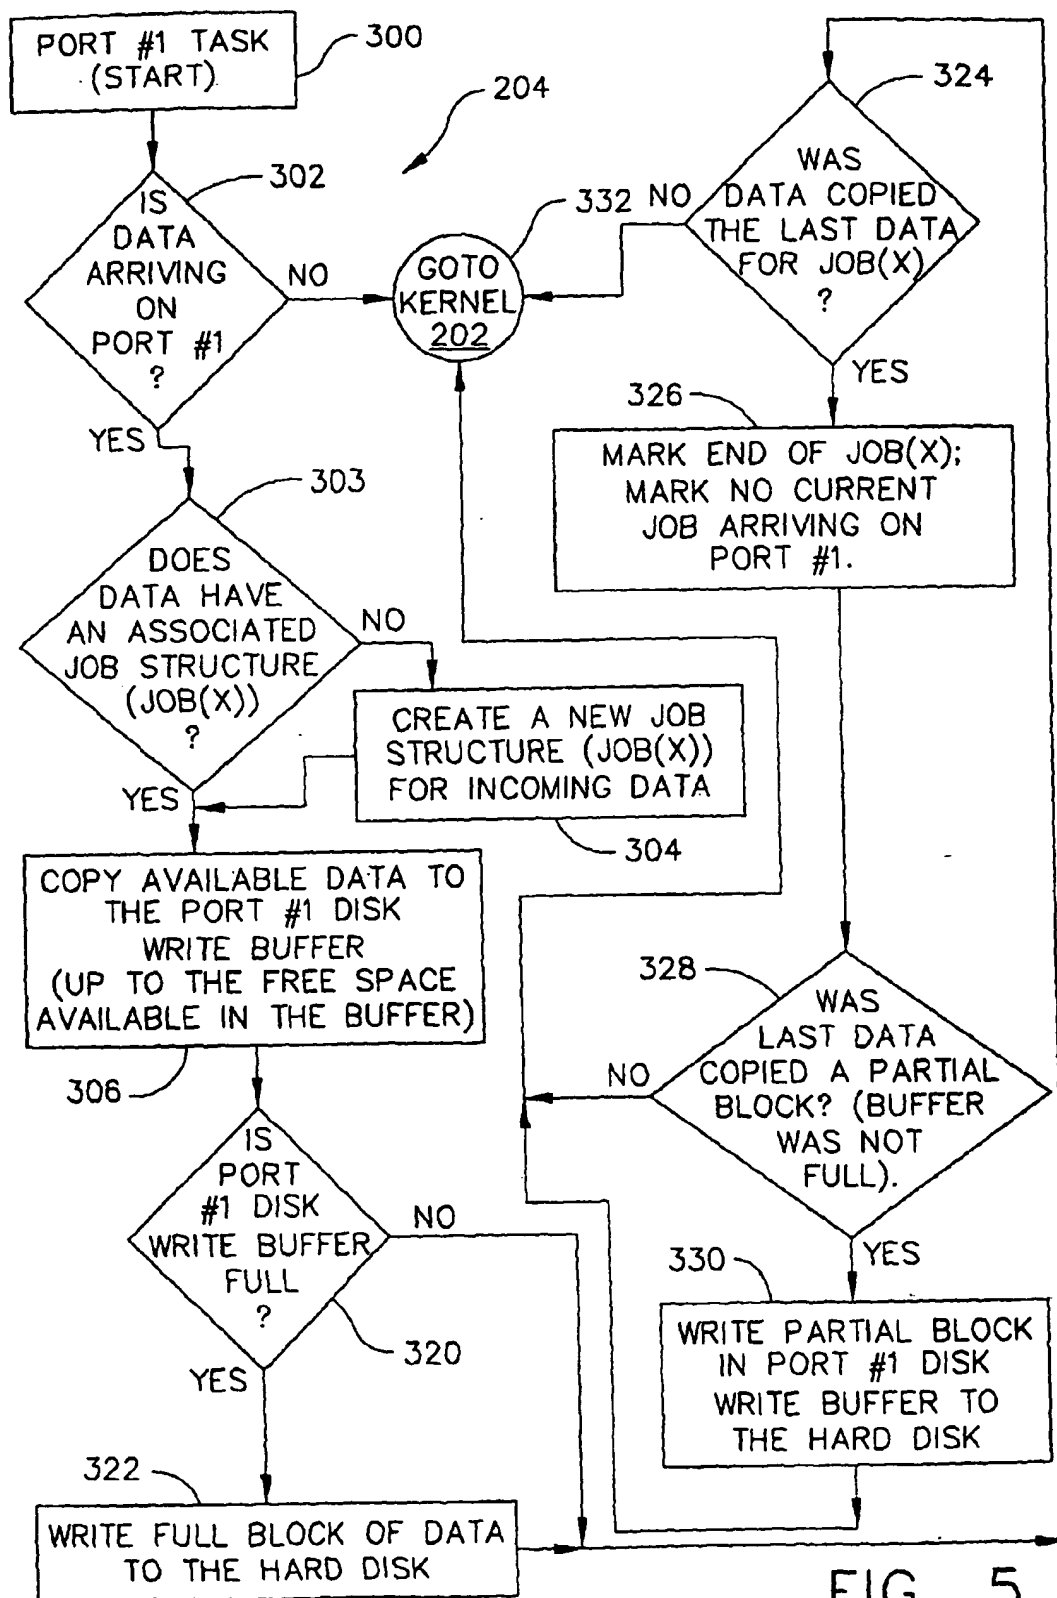 PORT #1 TASK
(START)
300
204
302
IS
DATA
ARRIVING
ON
PORT #1
?
NO
YES
332
GOTO
KERNEL
202
303
DOES
DATA HAVE
AN ASSOCIATED
JOB STRUCTURE
(JOB(X))
?
NO
YES
CREATE A NEW JOB
STRUCTURE (JOB(X))
FOR INCOMING DATA
304
COPY AVAILABLE DATA TO
THE PORT #1 DISK
WRITE BUFFER
(UP TO THE FREE SPACE
AVAILABLE IN THE BUFFER)
306
IS
PORT
#1 DISK
WRITE BUFFER
FULL
?
NO
320
YES
322
WRITE FULL BLOCK OF DATA
TO THE HARD DISK
324
WAS
DATA COPIED
THE LAST DATA
FOR JOB(X)
?
NO
YES
326
MARK END OF JOB(X);
MARK NO CURRENT
JOB ARRIVING ON
PORT #1.
328
WAS
LAST DATA
COPIED A PARTIAL
BLOCK? (BUFFER
WAS NOT
FULL).
NO
YES
330
WRITE PARTIAL BLOCK
IN PORT #1 DISK
WRITE BUFFER TO
THE HARD DISK
FIG. 5